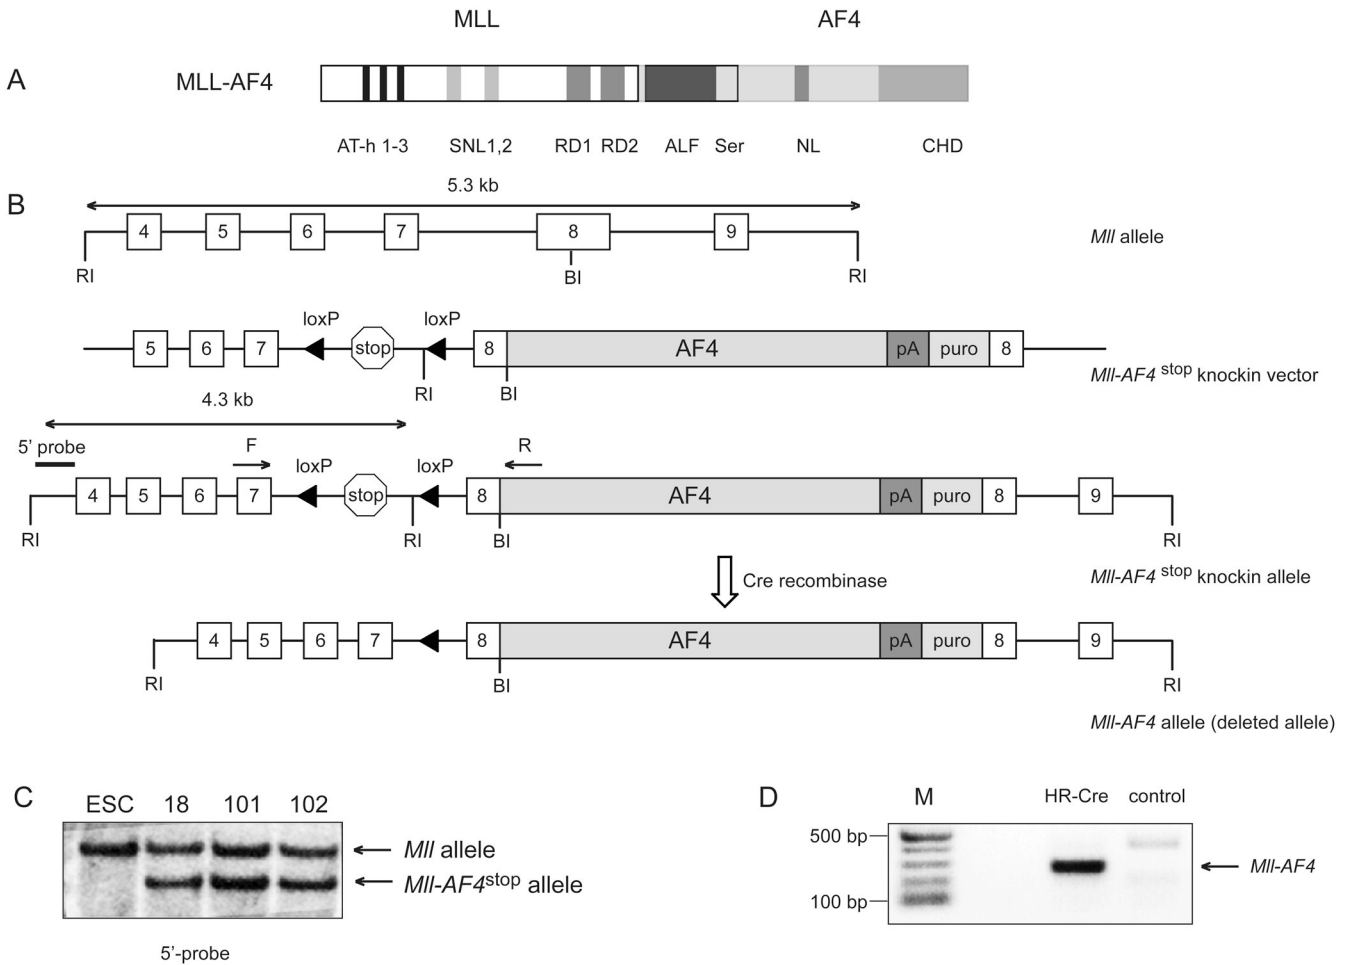 MLL AF4
A MLL-AF4
AT-h 1-3 SNL1,2 RD1 RD2 ALF Ser NL CHD
B 5.3 kb
4 5 6 7 8 9
Mll allele
RI BI RI
loxP loxP
5 6 7 stop 8 AF4 pA puro 8
RI BI
Mll-AF4 stop knockin vector
4.3 kb
5' probe F R
loxP loxP
4 5 6 7 stop 8 AF4 pA puro 8 9
RI RI BI RI
Cre recombinase
Mll-AF4 stop knockin allele
4 5 6 7 8 AF4 pA puro 8 9
RI BI RI
Mll-AF4 allele (deleted allele)
C ESC 18 101 102
Mll allele
Mll-AF4stop allele
5'-probe
D M HR-Cre control
500 bp
Mll-AF4
100 bp